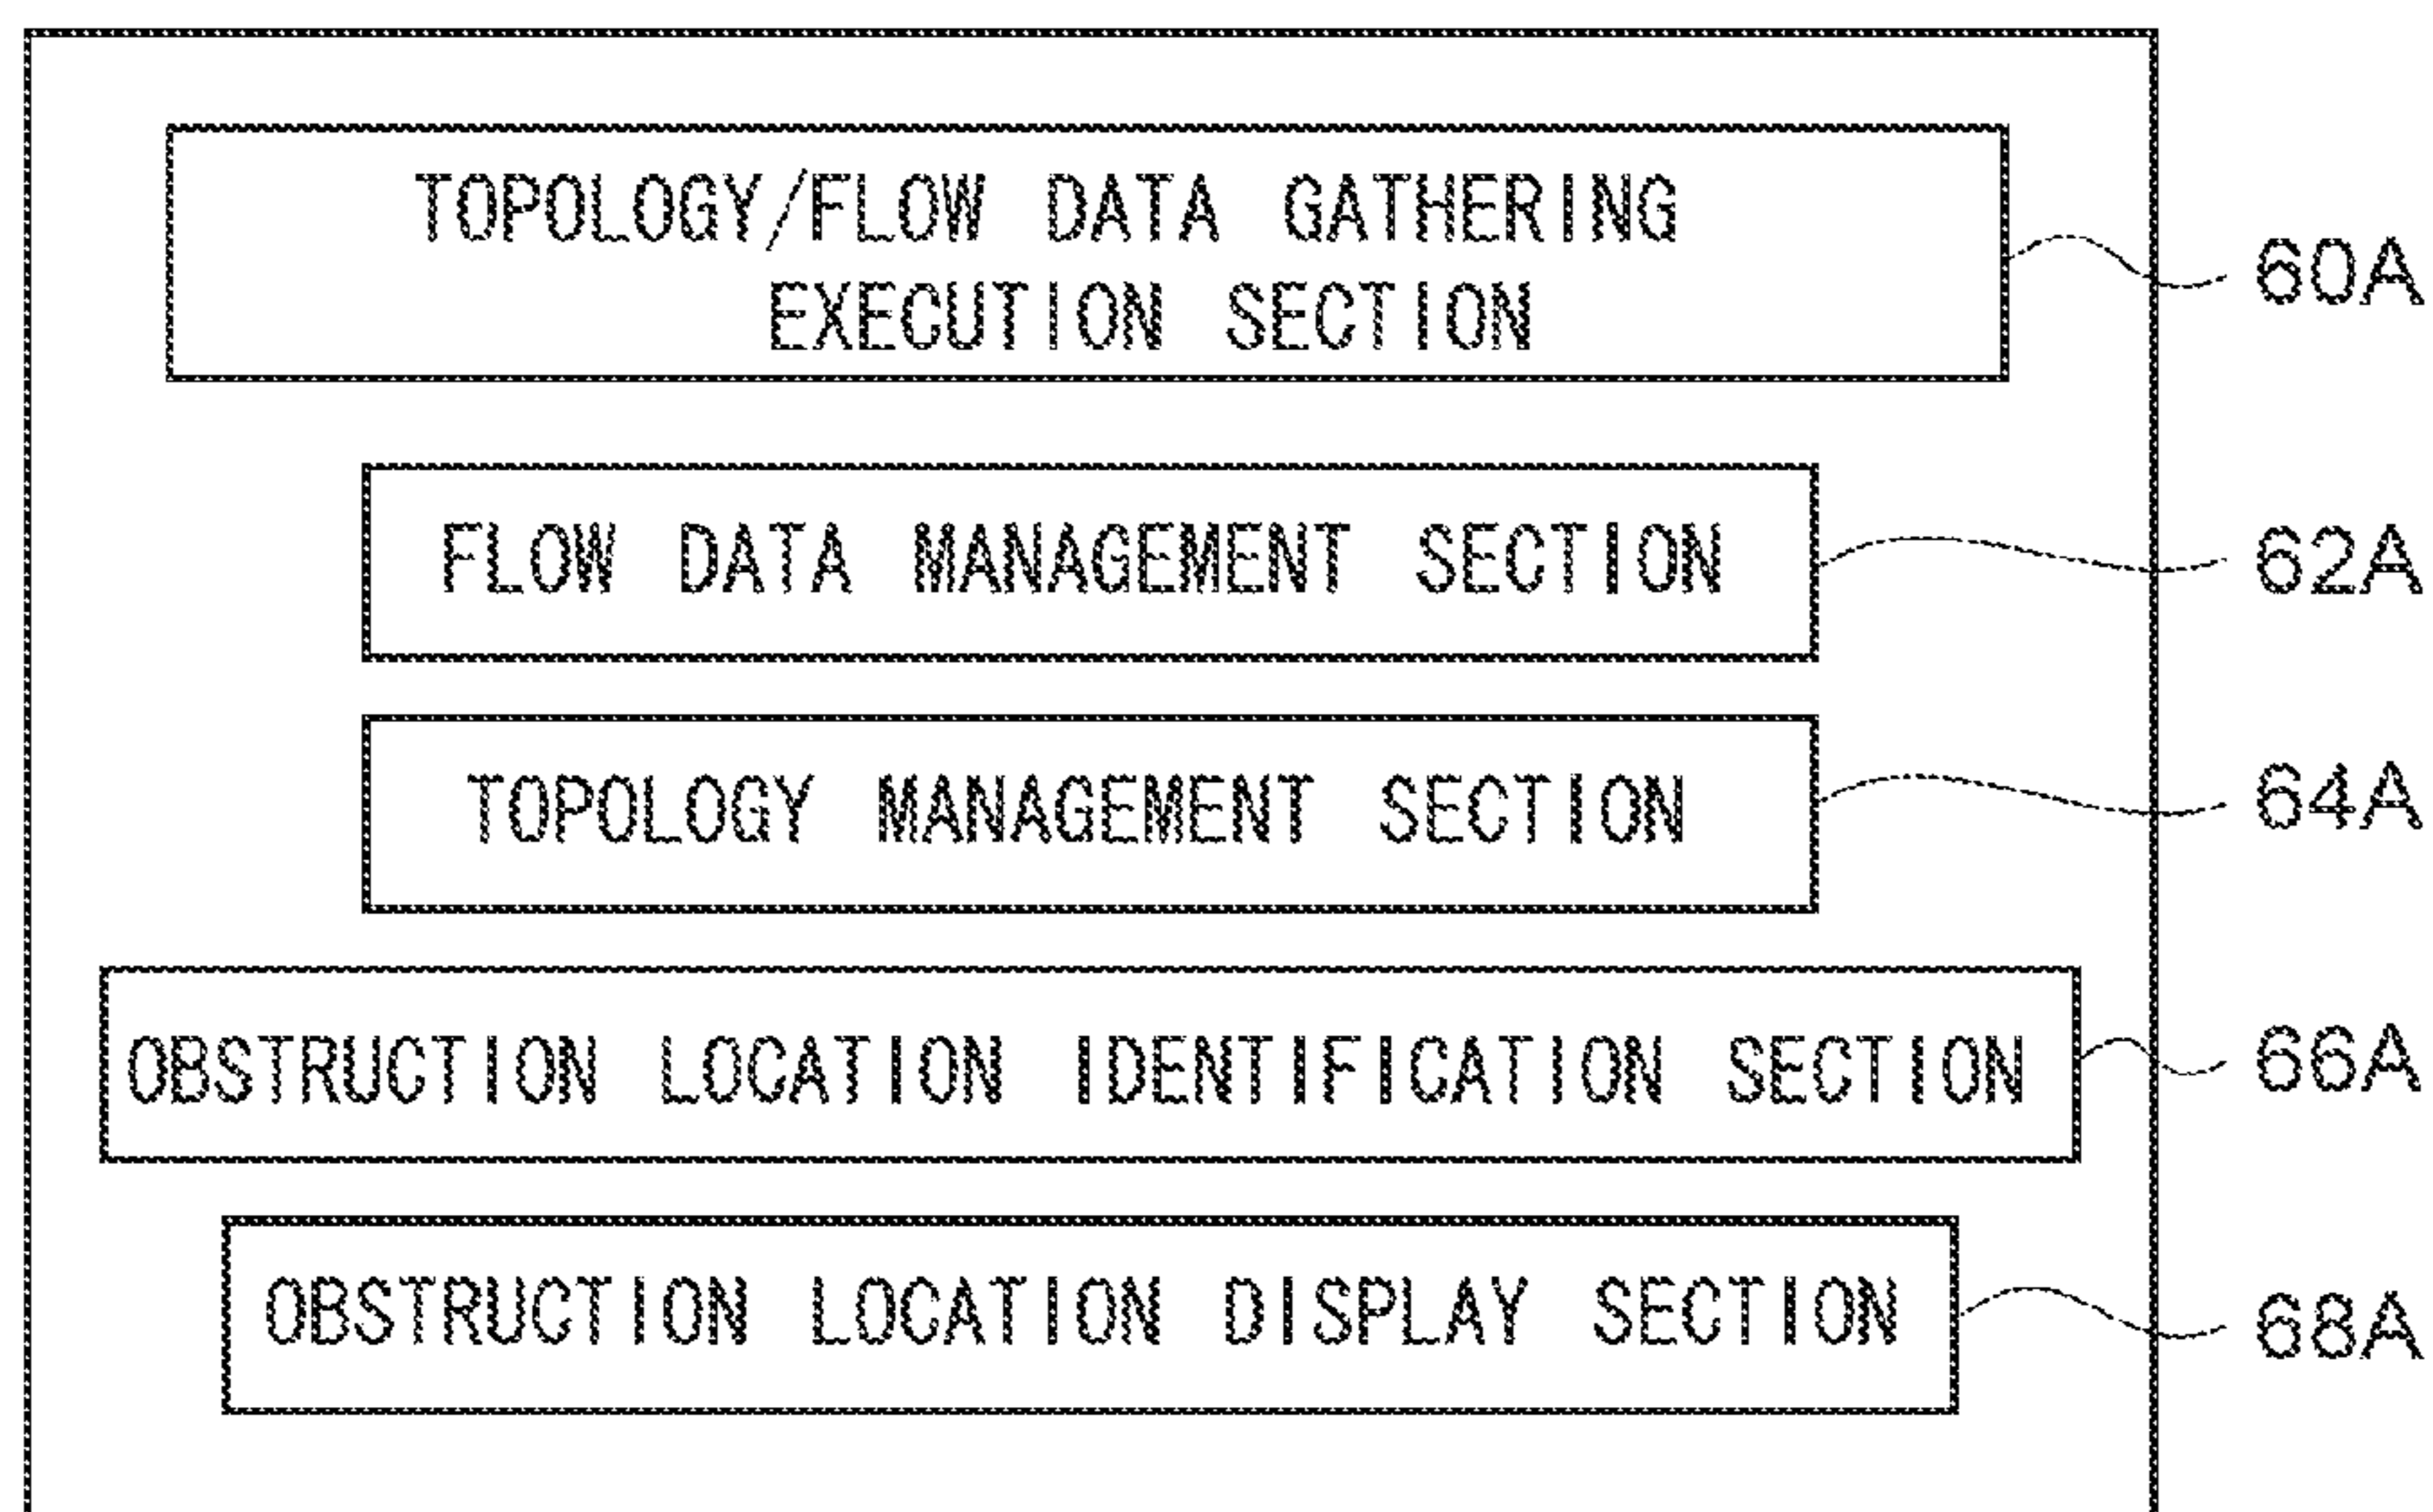 TOPOLOGY/FLOW DATA GATHERING
EXECUTION SECTION
60A
FLOW DATA MANAGEMENT SECTION
62A
TOPOLOGY MANAGEMENT SECTION
64A
OBSTRUCTION LOCATION IDENTIFICATION SECTION
66A
OBSTRUCTION LOCATION DISPLAY SECTION
68A